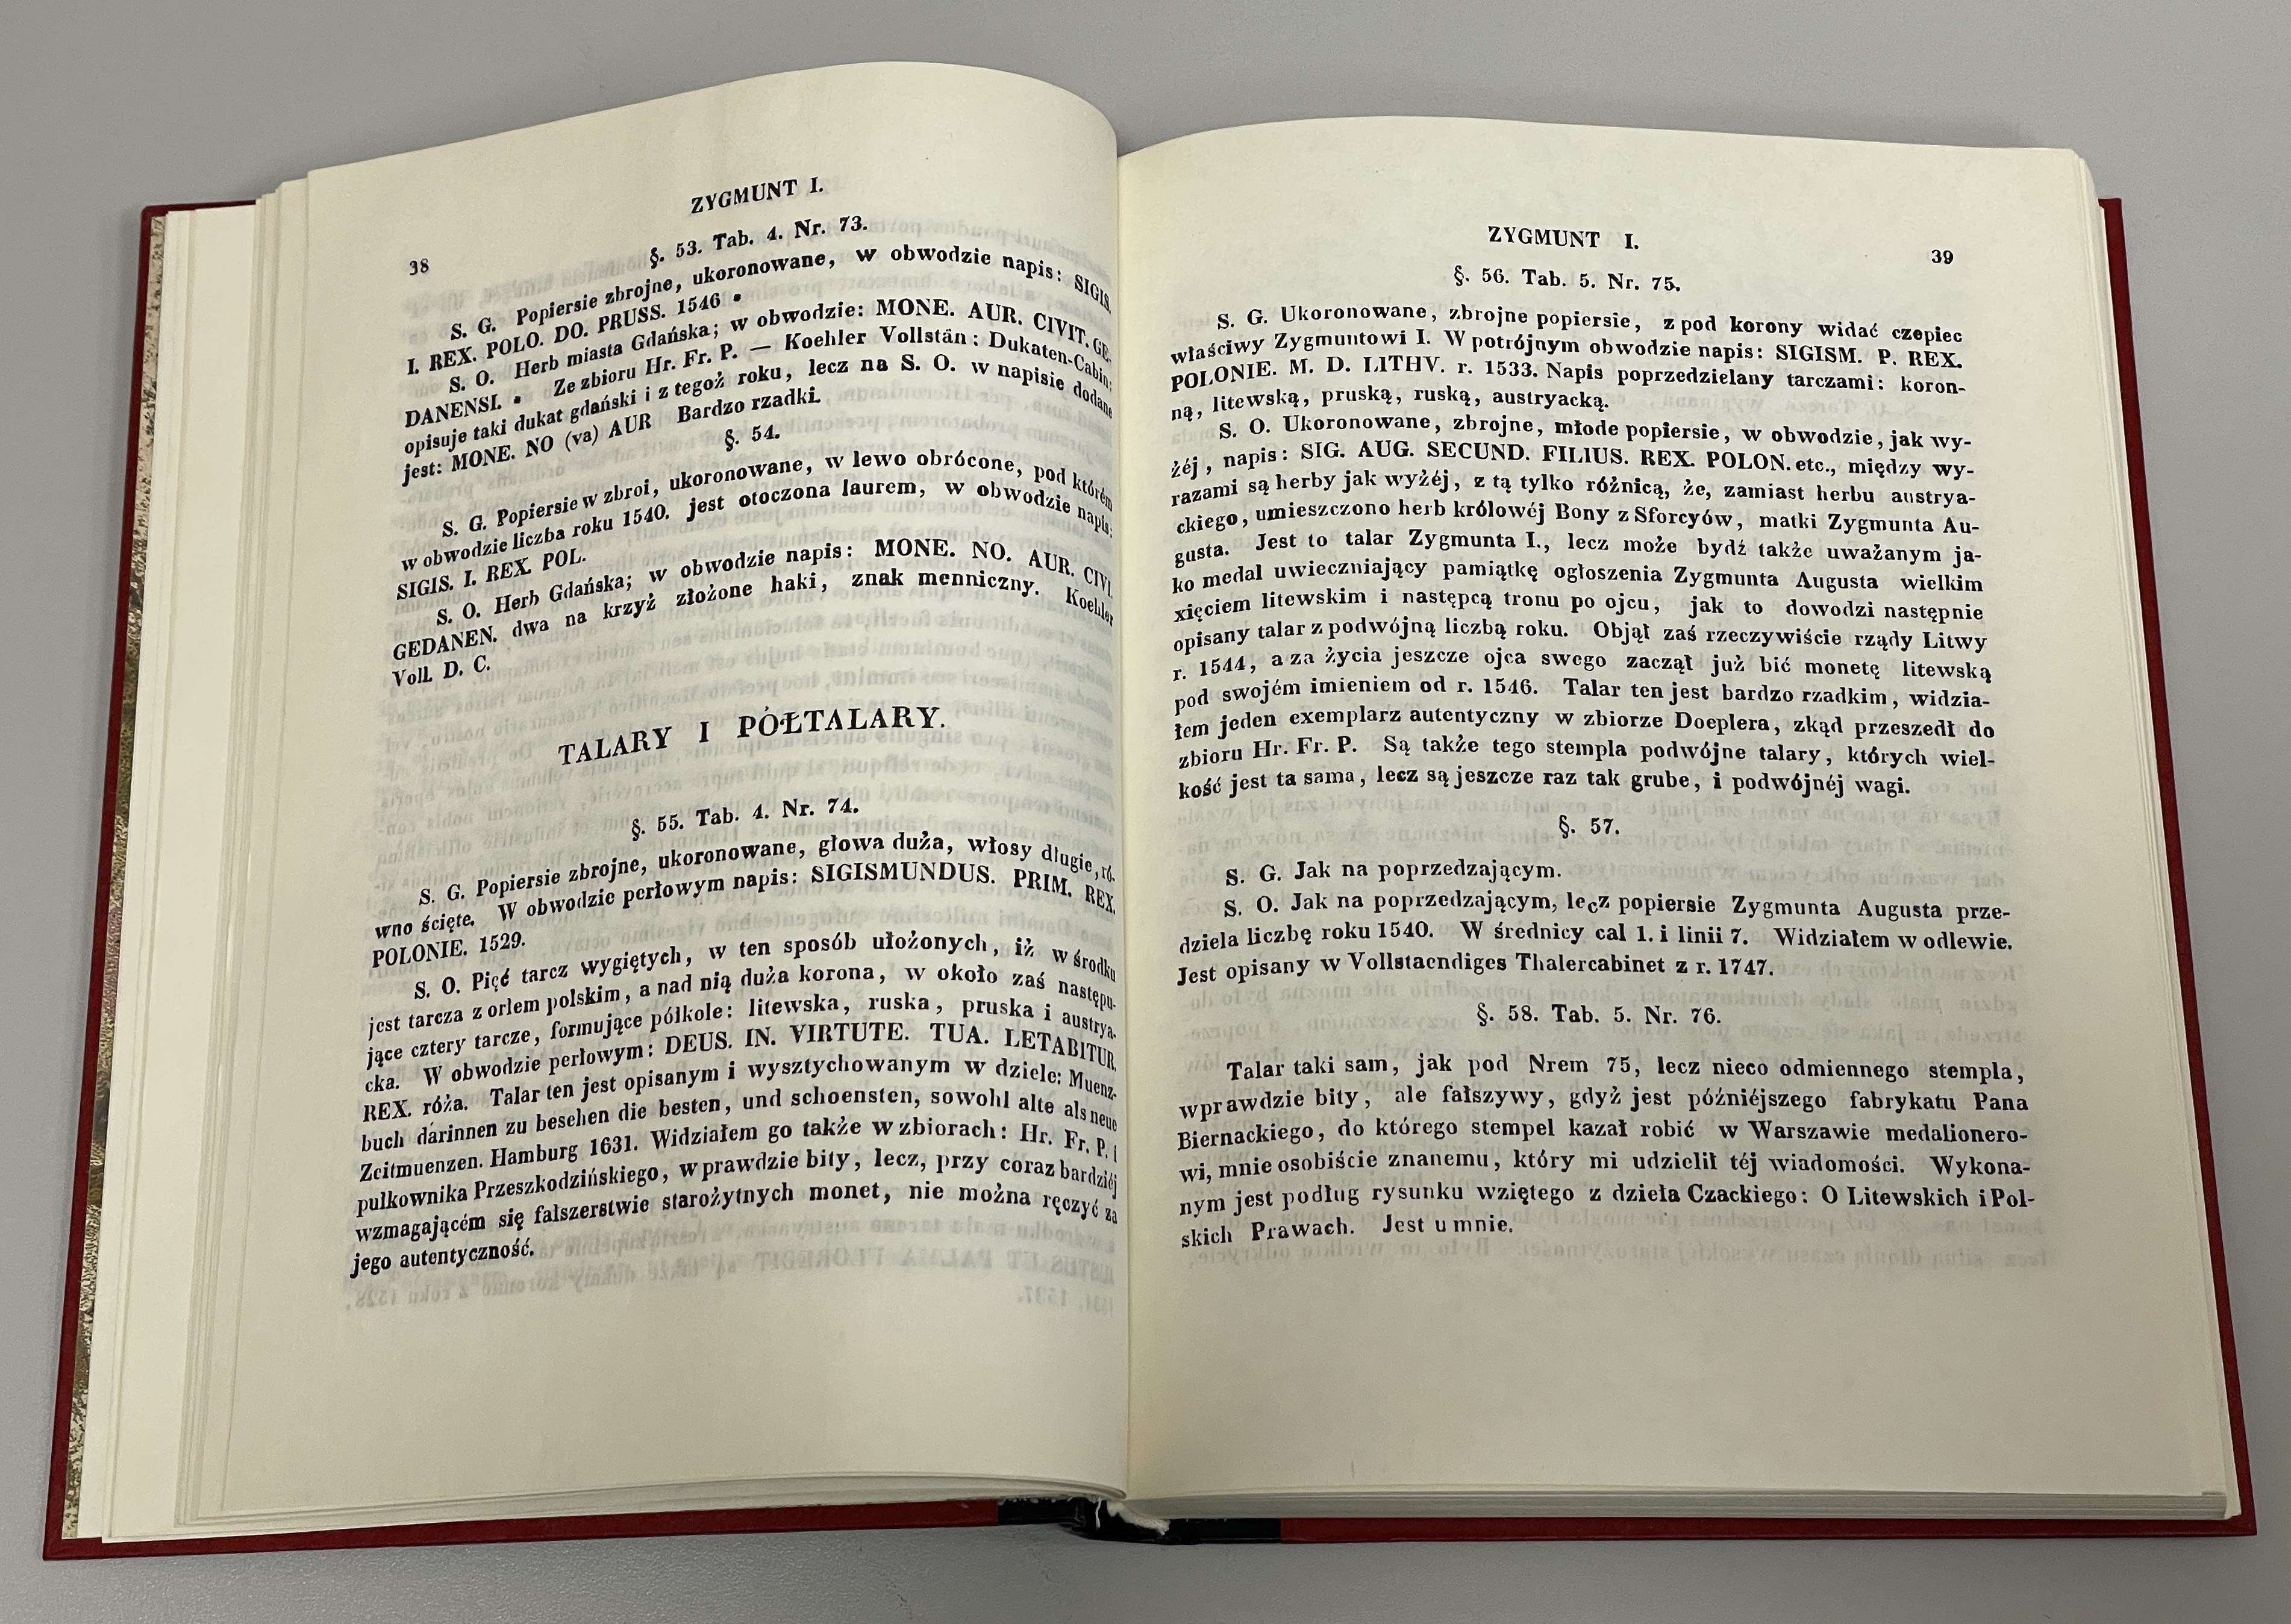 38
ZYGMUNT I.
§. 53. Tab. 4. Nr. 73.
S. G. Popiersie zbrojne, ukoronowane, w obwodzie napis: SIGIS.
I. REX. POLO. DO. PRUSS. 1546 •
S. O. Herb miasta Gdańska; w obwodzie: MONE. AUR. CIVIT. GE.
DANENSI. • Ze zbioru Hr. Fr. P. — Koehler Vollstän: Dukaten-Cabin:
opisuje taki dukat gdański i z tegoż roku, lecz na S. O. w napisie dodane
jest: MONE. NO (va) AUR Bardzo rzadki.
§. 54.
S. G. Popiersie w zbroi, ukoronowane, w lewo obrócone, pod którém
w obwodzie liczba roku 1540. jest otoczona laurem, w obwodzie napis:
SIGIS. I. REX. POL.
S. O. Herb Gdańska; w obwodzie napis: MONE. NO. AUR. CIVI.
GEDANEN. dwa na krzyż złożone haki, znak menniczny. Koehler
Voll. D. C.
TALARY I PÓŁTALARY.
§. 55. Tab. 4. Nr. 74.
S. G. Popiersie zbrojne, ukoronowane, głowa duża, włosy długie, ró-
wno ścięte. W obwodzie perłowym napis: SIGISMUNDUS. PRIM. REX.
POLONIE. 1529.
S. O. Pięć tarcz wygiętych, w ten sposób ułożonych, iż w środku
jest tarcza z orłem polskim, a nad nią duża korona, w około zaś następu-
jące cztery tarcze, formujące półkole: litewska, ruska, pruska i austrya-
cka. W obwodzie perłowym: DEUS. IN. VIRTUTE. TUA. LETABITUR.
REX. róża. Talar ten jest opisanym i wysztychowanym w dziele: Muenz-
buch darinnen zu besehen die besten, und schoensten, sowohl alte als neue
Zeitmuenzen. Hamburg 1631. Widziałem go także w zbiorach: Hr. Fr. P. i
pułkownika Przeszkodzińskiego, wprawdzie bity, lecz, przy coraz bardziéj
wzmagającém się fałszerstwie starożytnych monet, nie można ręczyć za
jego autentyczność.
ZYGMUNT I.
39
§. 56. Tab. 5. Nr. 75.
S. G. Ukoronowane, zbrojne popiersie, z pod korony widać czepiec
właściwy Zygmuntowi I. W potrójnym obwodzie napis: SIGISM. P. REX.
POLONIE. M. D. LITHV. r. 1533. Napis poprzedzielany tarczami: koron-
ną, litewską, pruską, ruską, austryacką.
S. O. Ukoronowane, zbrojne, młode popiersie, w obwodzie, jak wy-
żéj, napis: SIG. AUG. SECUND. FILIUS. REX. POLON. etc., między wy-
razami są herby jak wyżéj, z tą tylko różnicą, że, zamiast herbu austrya-
ckiego, umieszczono herb królowéj Bony z Sforcyów, matki Zygmunta Au-
gusta. Jest to talar Zygmunta I., lecz może bydź także uważanym ja-
ko medal uwieczniający pamiątkę ogłoszenia Zygmunta Augusta wielkim
xięciem litewskim i następcą tronu po ojcu, jak to dowodzi następnie
opisany talar z podwójną liczbą roku. Objął zaś rzeczywiście rządy Litwy
r. 1544, a za życia jeszcze ojca swego zaczął już bić monetę litewską
pod swojém imieniem od r. 1546. Talar ten jest bardzo rzadkim, widzia-
łem jeden exemplarz autentyczny w zbiorze Doeplera, zkąd przeszedł do
zbioru Hr. Fr. P. Są także tego stempla podwójne talary, których wiel-
kość jest ta sama, lecz są jeszcze raz tak grube, i podwójnéj wagi.
§. 57.
S. G. Jak na poprzedzającym.
S. O. Jak na poprzedzającym, lecz popiersie Zygmunta Augusta prze-
dziela liczbę roku 1540. W średnicy cal 1. i linii 7. Widziałem w odlewie.
Jest opisany w Vollstaendiges Thalercabinet z r. 1747.
§. 58. Tab. 5. Nr. 76.
Talar taki sam, jak pod Nrem 75, lecz nieco odmiennego stempla,
wprawdzie bity, ale fałszywy, gdyż jest późniéjszego fabrykatu Pana
Biernackiego, do którego stempel kazał robić w Warszawie medalionero-
wi, mnie osobiście znanemu, który mi udzielił téj wiadomości. Wykona-
nym jest podług rysunku wziętego z dzieła Czackiego: O Litewskich i Pol-
skich Prawach. Jest u mnie.